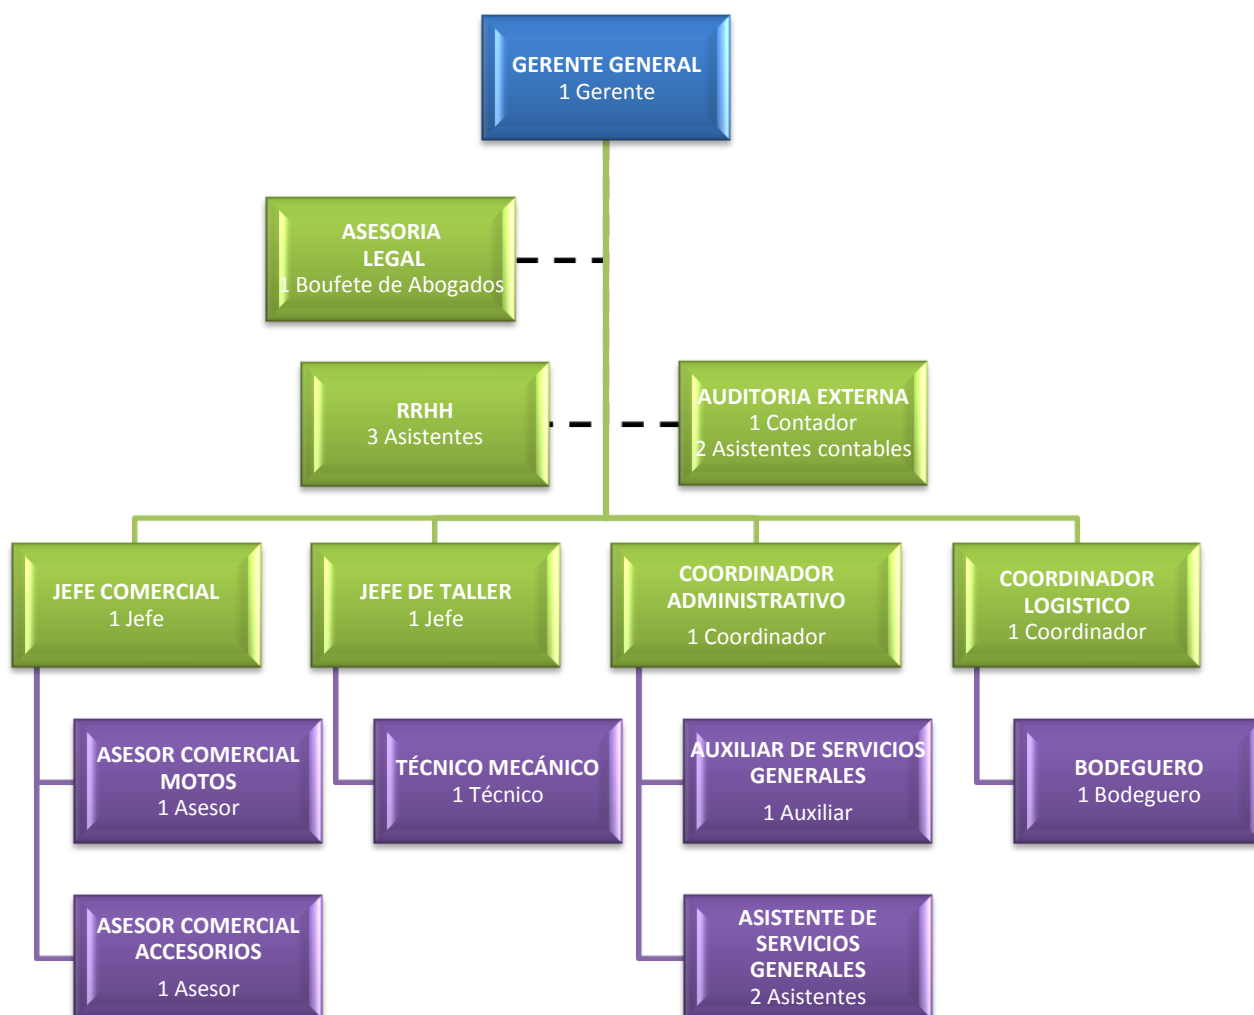 GERENTE GENERAL
1 Gerente
ASESORIA
LEGAL
1 Boufete de Abogados
RRHH
3 Asistentes
AUDITORIA EXTERNA
1 Contador
2 Asistentes contables
JEFE COMERCIAL
1 Jefe
JEFE DE TALLER
1 Jefe
COORDINADOR
ADMINISTRATIVO
1 Coordinador
COORDINADOR
LOGISTICO
1 Coordinador
ASESOR COMERCIAL
MOTOS
1 Asesor
TÉCNICO MECÁNICO
1 Técnico
AUXILIAR DE SERVICIOS
GENERALES
1 Auxiliar
BODEGUERO
1 Bodeguero
ASESOR COMERCIAL
ACCESORIOS
1 Asesor
ASISTENTE DE
SERVICIOS
GENERALES
2 Asistentes